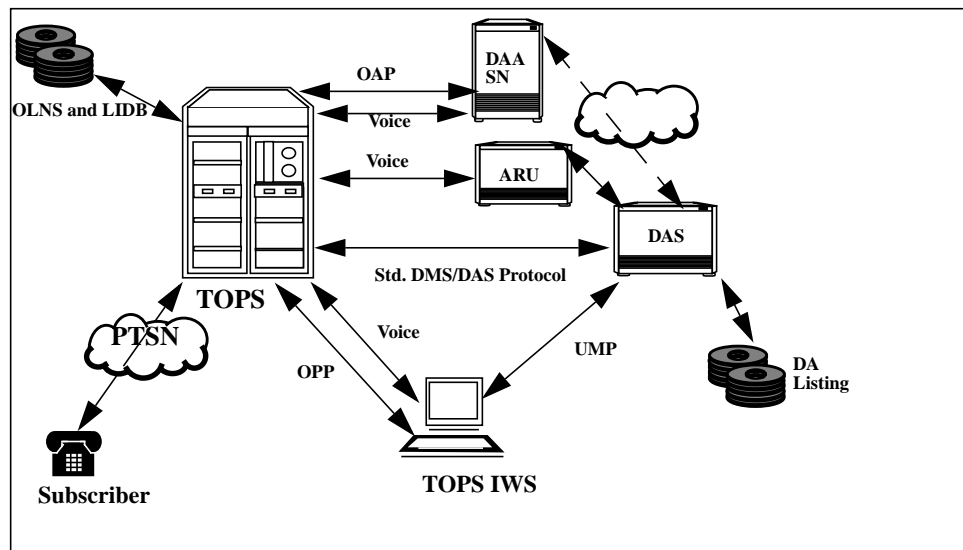 DAA
SN
OAP
OLNS and LIDB
Voice
Voice
ARU
DAS
Std. DMS/DAS Protocol
TOPS
Voice
PTSN
UMP
OPP
DA
Listing
TOPS IWS
Subscriber